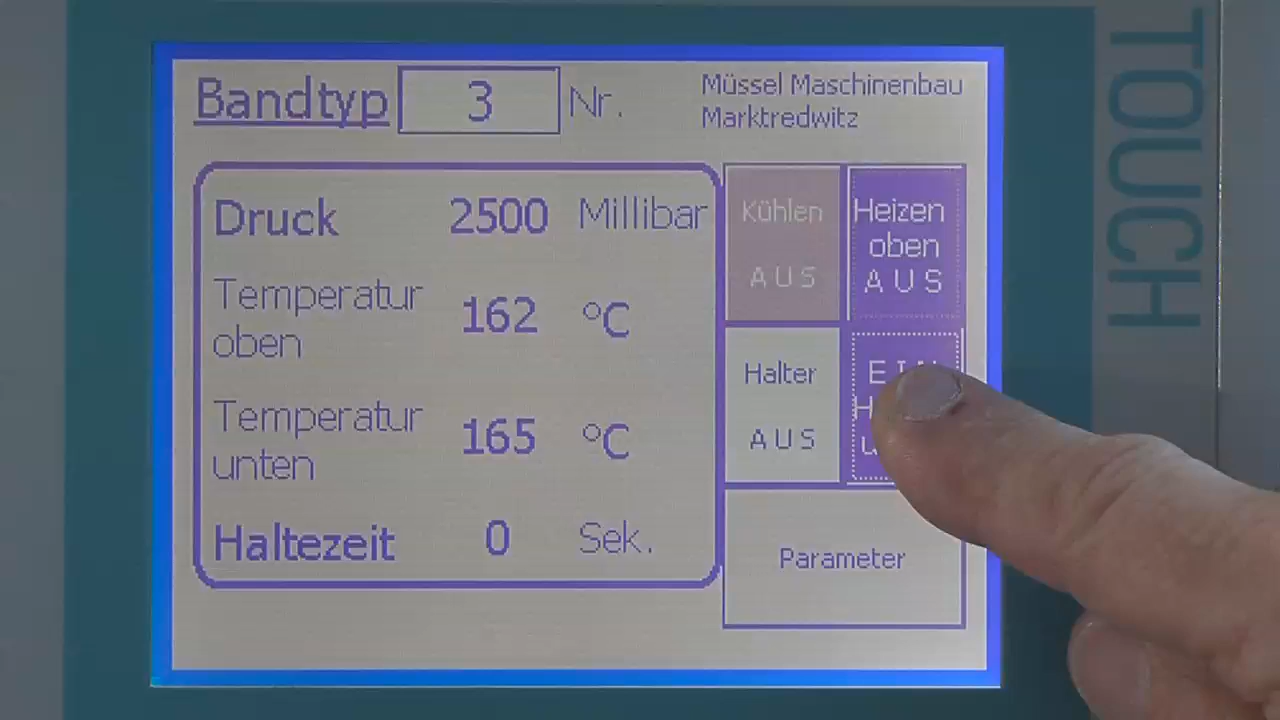 Bandtyp 3 Nr.
Müssel Maschinenbau
Marktredwitz
Druck 2500 Millibar
Temperatur
oben
162 °C
Temperatur
unten
165 °C
Haltezeit 0 Sek.
Kühlen
AUS
Heizen
oben
AUS
Halter
AUS
Parameter
TOUCH